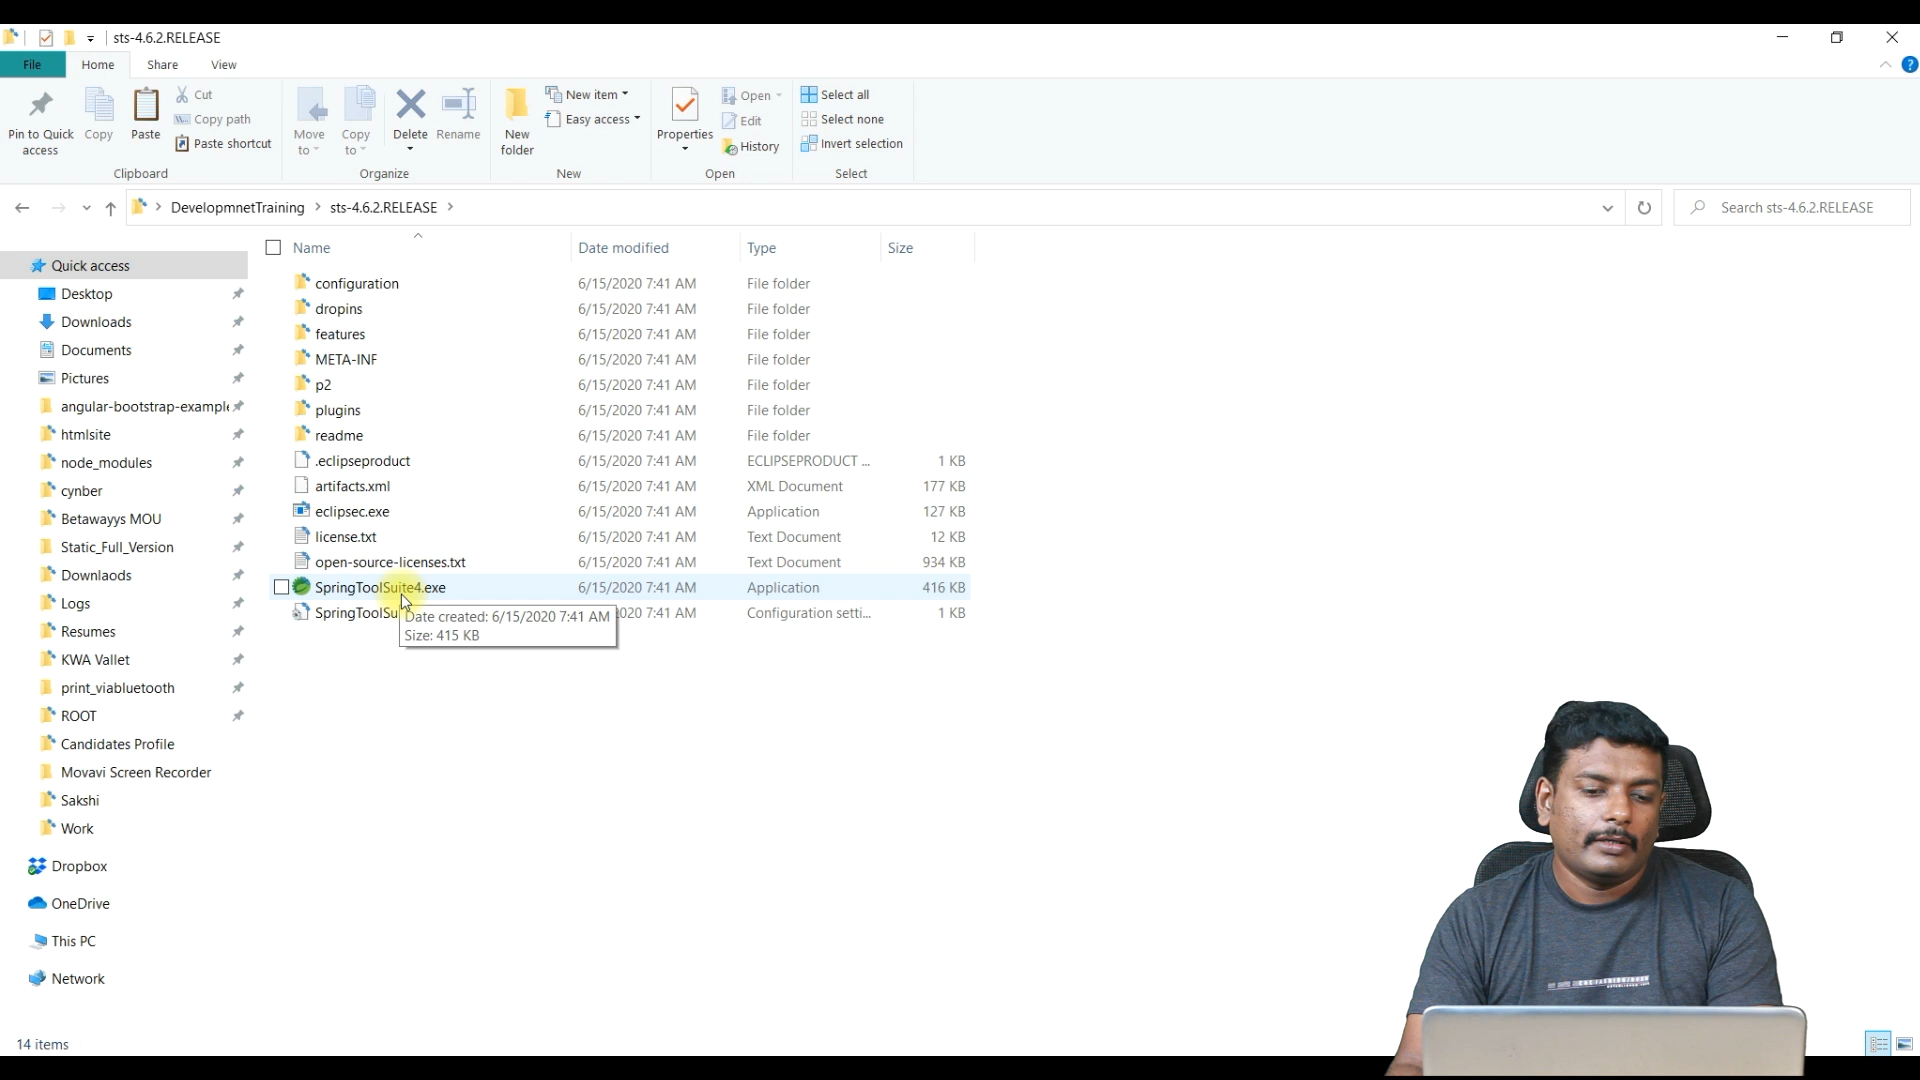 sts-4.6.2.RELEASE
File Home Share View
Pin to Quick access
Copy
Paste
Cut
Copy path
Paste shortcut
Clipboard
Move to
Copy to
Delete
Rename
Organize
New folder
New item
Easy access
New
Properties
Open
Edit
History
Open
Select all
Select none
Invert selection
Select
DevelopmnetTraining > sts-4.6.2.RELEASE >
Search sts-4.6.2.RELEASE
Name Date modified Type Size
Quick access
Desktop
Downloads
Documents
Pictures
angular-bootstrap-example
htmlsite
node_modules
cynber
Betawayys MOU
Static_Full_Version
Downlaods
Logs
Resumes
KWA Vallet
print_viabluetooth
ROOT
Candidates Profile
Movavi Screen Recorder
Sakshi
Work
Dropbox
OneDrive
This PC
Network
configuration 6/15/2020 7:41 AM File folder
dropins 6/15/2020 7:41 AM File folder
features 6/15/2020 7:41 AM File folder
META-INF 6/15/2020 7:41 AM File folder
p2 6/15/2020 7:41 AM File folder
plugins 6/15/2020 7:41 AM File folder
readme 6/15/2020 7:41 AM File folder
.eclipseproduct 6/15/2020 7:41 AM ECLIPSEPRODUCT ... 1 KB
artifacts.xml 6/15/2020 7:41 AM XML Document 177 KB
eclipsec.exe 6/15/2020 7:41 AM Application 127 KB
license.txt 6/15/2020 7:41 AM Text Document 12 KB
open-source-licenses.txt 6/15/2020 7:41 AM Text Document 934 KB
SpringToolSuite4.exe 6/15/2020 7:41 AM Application 416 KB
SpringToolSu 020 7:41 AM Configuration setti... 1 KB
Date created: 6/15/2020 7:41 AM
Size: 415 KB
14 items